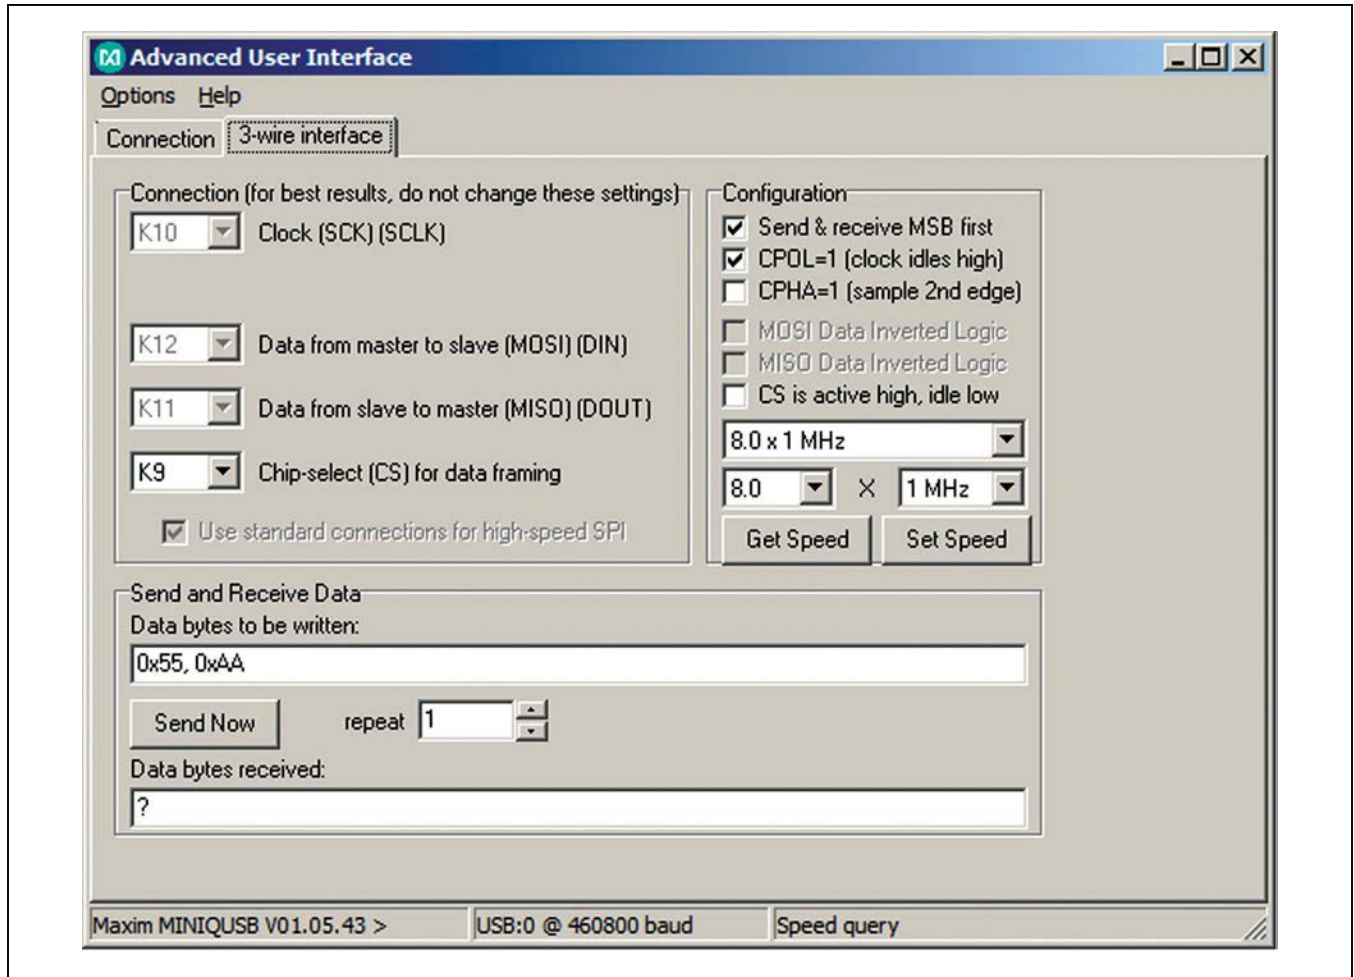 Advanced User Interface
Options Help
Connection 3-wire interface
Connection (for best results, do not change these settings)
K10 Clock (SCK) (SCLK)
K12 Data from master to slave (MOSI) (DIN)
K11 Data from slave to master (MISO) (DOUT)
K9 Chip-select (CS) for data framing
Use standard connections for high-speed SPI
Configuration
Send & receive MSB first
CPOL=1 (clock idles high)
CPHA=1 (sample 2nd edge)
MOSI Data Inverted Logic
MISO Data Inverted Logic
CS is active high, idle low
8.0 x 1 MHz
8.0 X 1 MHz
Get Speed Set Speed
Send and Receive Data
Data bytes to be written:
0x55, 0xAA
Send Now repeat 1
Data bytes received:
?
Maxim MINIQUSB V01.05.43 > USB:0 @ 460800 baud Speed query